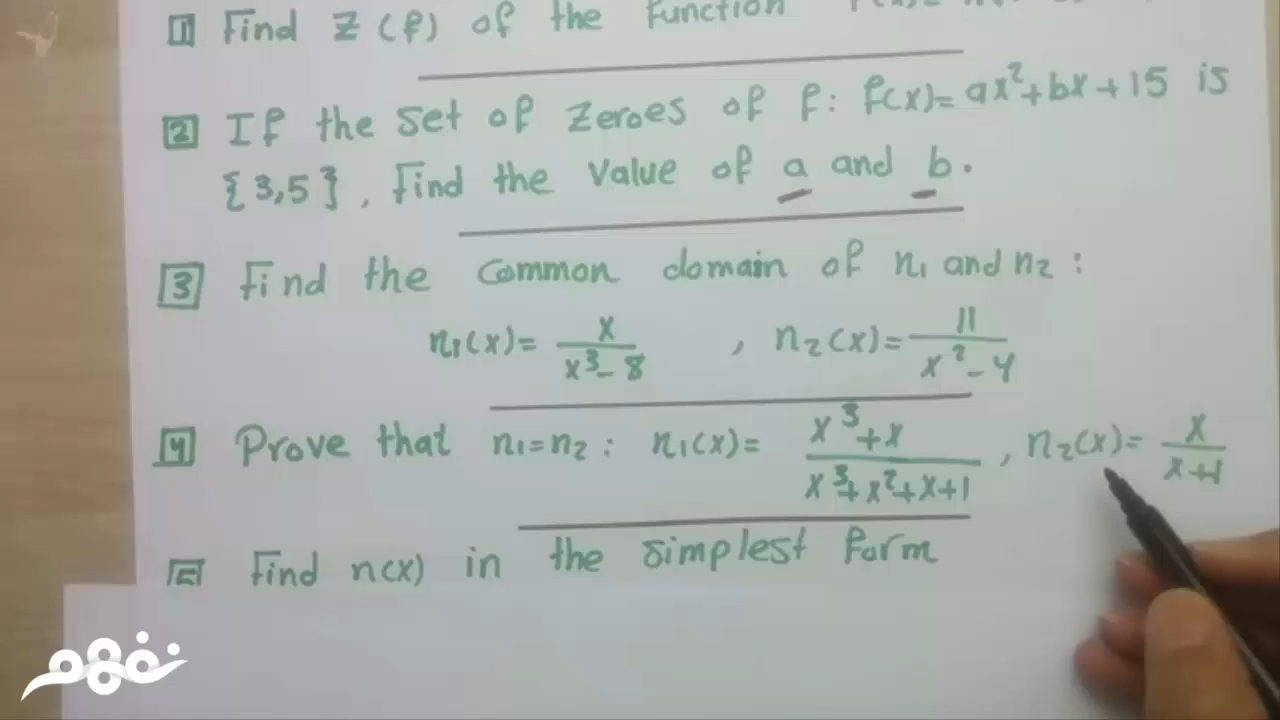 1 Find Z(f) of the function
2 If the set of zeroes of f: f(x)= ax²+bx+15 is
{3,5}, find the value of a and b.
3 Find the common domain of n₁ and n₂ :
n₁(x)= x/(x³-8) , n₂(x)= 11/(x²-4)
4 Prove that n₁=n₂ : n₁(x)= (x³+x)/(x³+x²+x+1) , n₂(x)= x/(x+1)
5 Find n(x) in the simplest form
نفهم